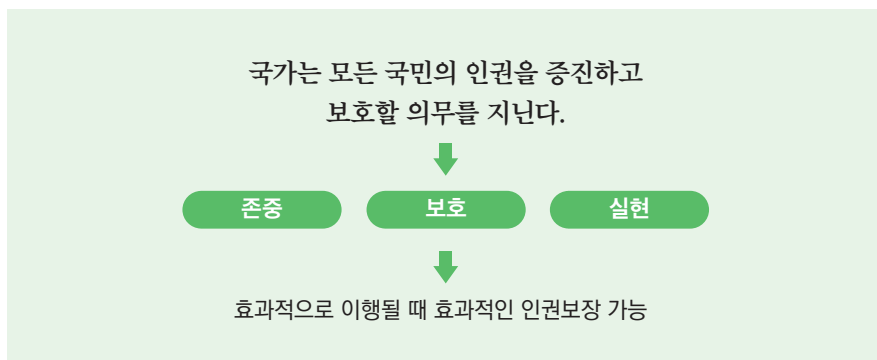 국가는 모든 국민의 인권을 증진하고
보호할 의무를 지닌다.
존중 보호 실현
효과적으로 이행될 때 효과적인 인권보장 가능